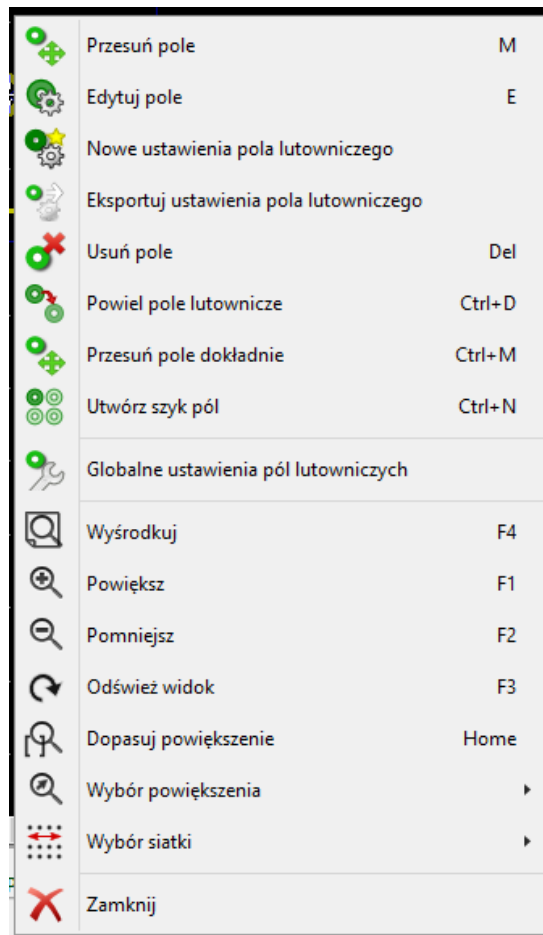 Przesuń pole M
Edytuj pole E
Nowe ustawienia pola lutowniczego
Eksportuj ustawienia pola lutowniczego
Usuń pole Del
Powiel pole lutownicze Ctrl+D
Przesuń pole dokładnie Ctrl+M
Utwórz szyk pól Ctrl+N
Globalne ustawienia pól lutowniczych
Wyśrodkuj F4
Powiększ F1
Pomniejsz F2
Odśwież widok F3
Dopasuj powiększenie Home
Wybór powiększenia
Wybór siatki
Zamknij